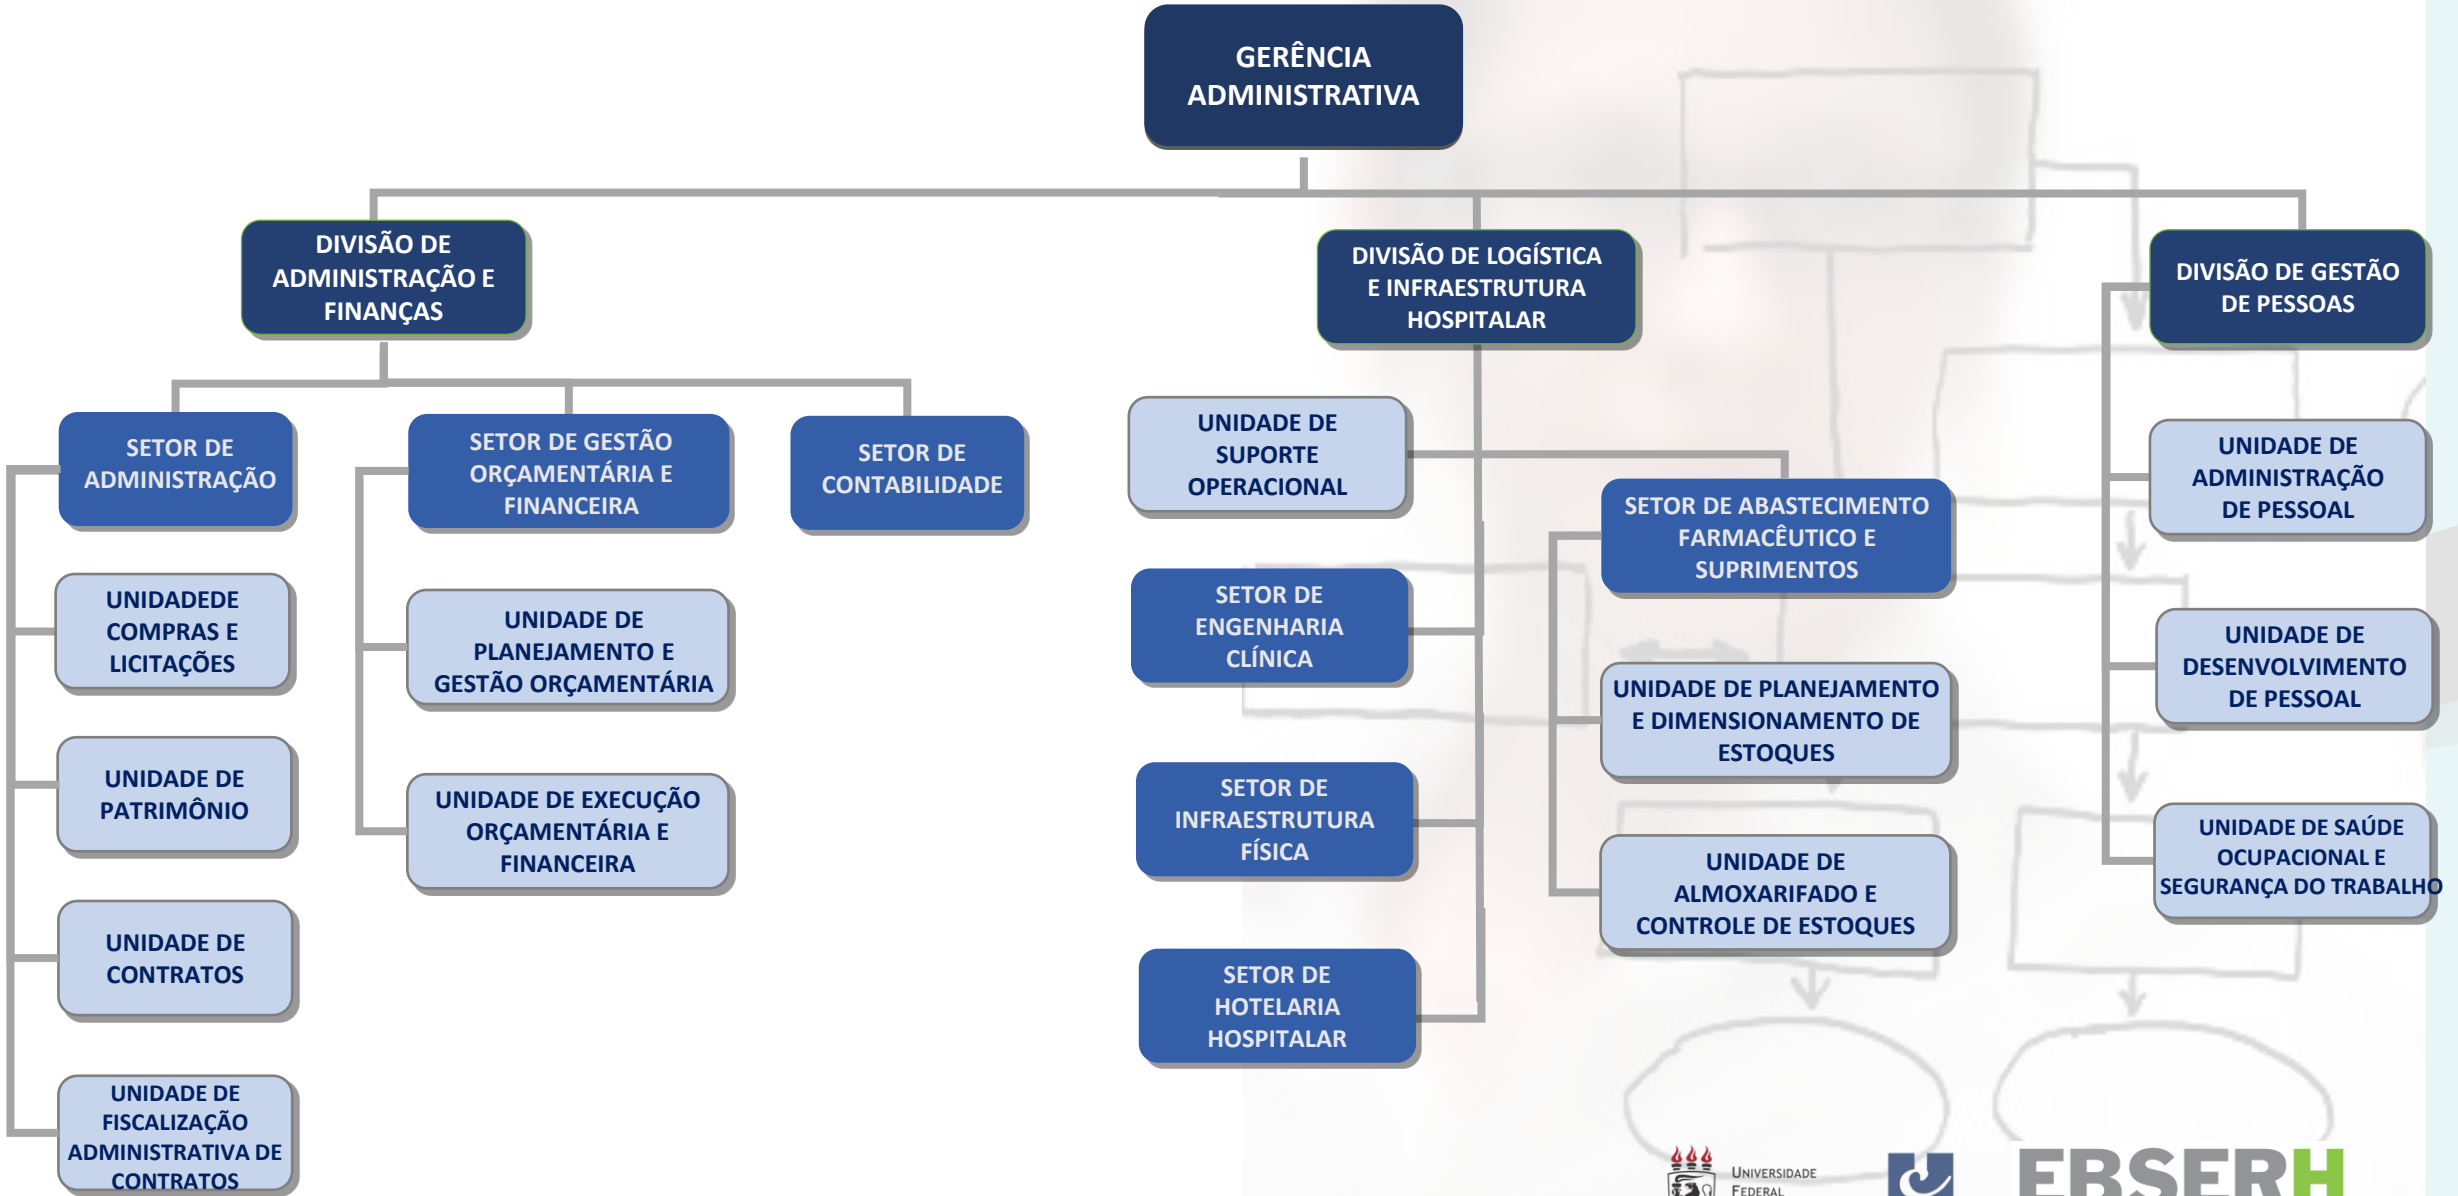 GERÊNCIA
ADMINISTRATIVA
DIVISÃO DE
ADMINISTRAÇÃO E
FINANÇAS
DIVISÃO DE LOGÍSTICA
E INFRAESTRUTURA
HOSPITALAR
DIVISÃO DE GESTÃO
DE PESSOAS
SETOR DE
ADMINISTRAÇÃO
SETOR DE GESTÃO
ORÇAMENTÁRIA E
FINANCEIRA
SETOR DE
CONTABILIDADE
UNIDADE DE
SUPORTE
OPERACIONAL
SETOR DE ABASTECIMENTO
FARMACÊUTICO E
SUPRIMENTOS
UNIDADE DE
ADMINISTRAÇÃO
DE PESSOAL
UNIDADEDE
COMPRAS E
LICITAÇÕES
UNIDADE DE
PLANEJAMENTO E
GESTÃO ORÇAMENTÁRIA
SETOR DE
ENGENHARIA
CLÍNICA
UNIDADE DE PLANEJAMENTO
E DIMENSIONAMENTO DE
ESTOQUES
UNIDADE DE
DESENVOLVIMENTO
DE PESSOAL
UNIDADE DE
PATRIMÔNIO
UNIDADE DE EXECUÇÃO
ORÇAMENTÁRIA E
FINANCEIRA
SETOR DE
INFRAESTRUTURA
FÍSICA
UNIDADE DE
ALMOXARIFADO E
CONTROLE DE ESTOQUES
UNIDADE DE SAÚDE
OCUPACIONAL E
SEGURANÇA DO TRABALHO
UNIDADE DE
CONTRATOS
SETOR DE
HOTELARIA
HOSPITALAR
UNIDADE DE
FISCALIZAÇÃO
ADMINISTRATIVA DE
CONTRATOS
UNIVERSIDADE
FEDERAL
EBSERH